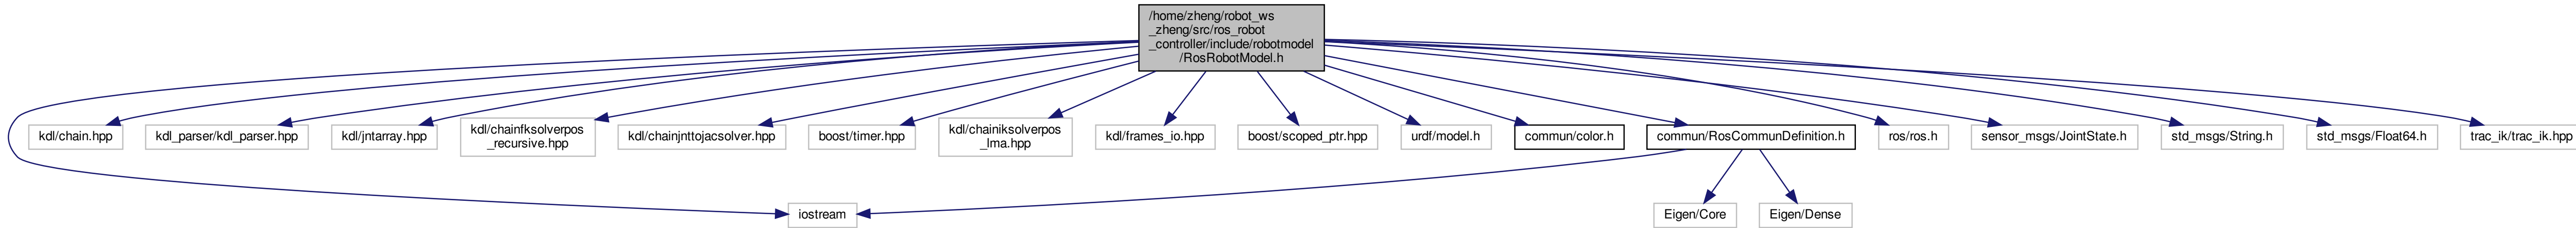 /home/zheng/robot_ws
_zheng/src/ros_robot
_controller/include/robotmodel
/RosRobotModel.h
kdl/chain.hpp
kdl_parser/kdl_parser.hpp
kdl/jntarray.hpp
kdl/chainfksolverpos
_recursive.hpp
kdl/chainjnttojacsolver.hpp
boost/timer.hpp
kdl/chainiksolverpos
_lma.hpp
kdl/frames_io.hpp
boost/scoped_ptr.hpp
urdf/model.h
commun/color.h
commun/RosCommunDefinition.h
ros/ros.h
sensor_msgs/JointState.h
std_msgs/String.h
std_msgs/Float64.h
trac_ik/trac_ik.hpp
iostream
Eigen/Core
Eigen/Dense